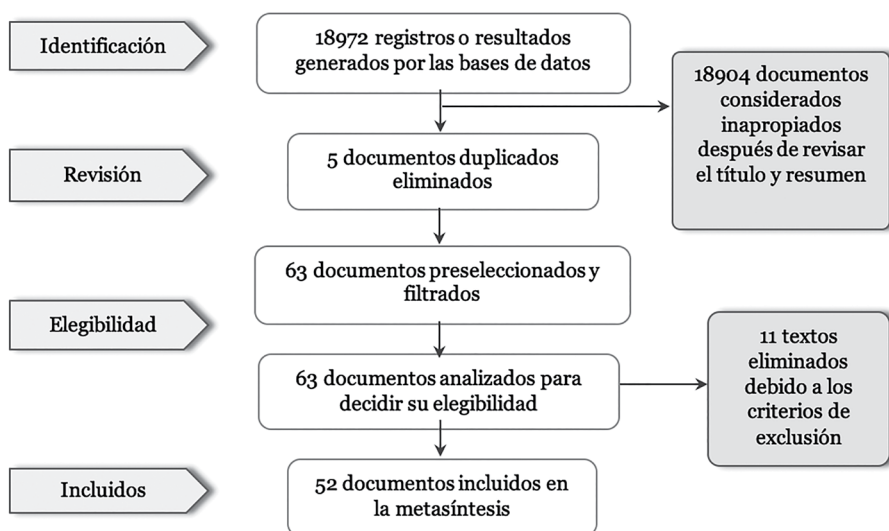 Identificación
18972 registros o resultados
generados por las bases de datos
18904 documentos
considerados
inapropiados
después de revisar
el título y resumen
Revisión
5 documentos duplicados
eliminados
63 documentos preseleccionados y
filtrados
Elegibilidad
63 documentos analizados para
decidir su elegibilidad
11 textos
eliminados
debido a los
criterios de
exclusión
Incluidos
52 documentos incluidos en
la metasíntesis